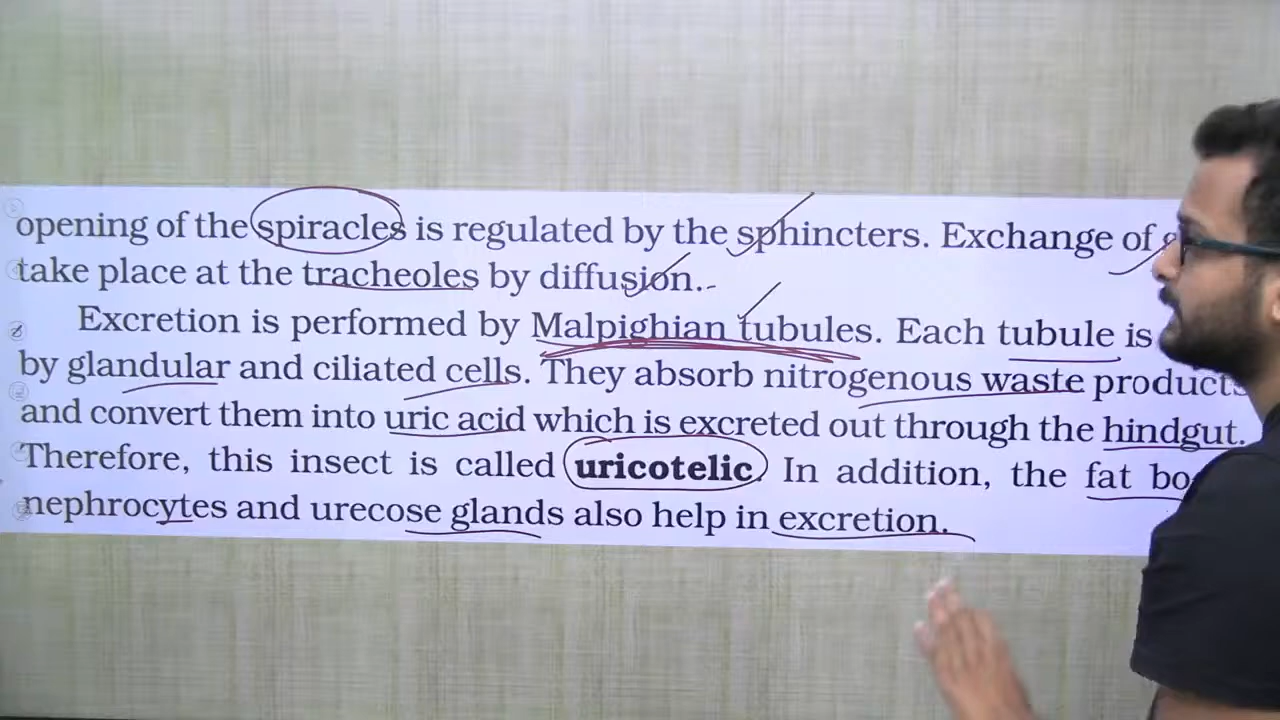 opening of the spiracles is regulated by the sphincters. Exchange of
take place at the tracheoles by diffusion.
Excretion is performed by Malpighian tubules. Each tubule is
by glandular and ciliated cells. They absorb nitrogenous waste products
and convert them into uric acid which is excreted out through the hindgut.
Therefore, this insect is called uricotelic. In addition, the fat
nephrocytes and urecose glands also help in excretion.